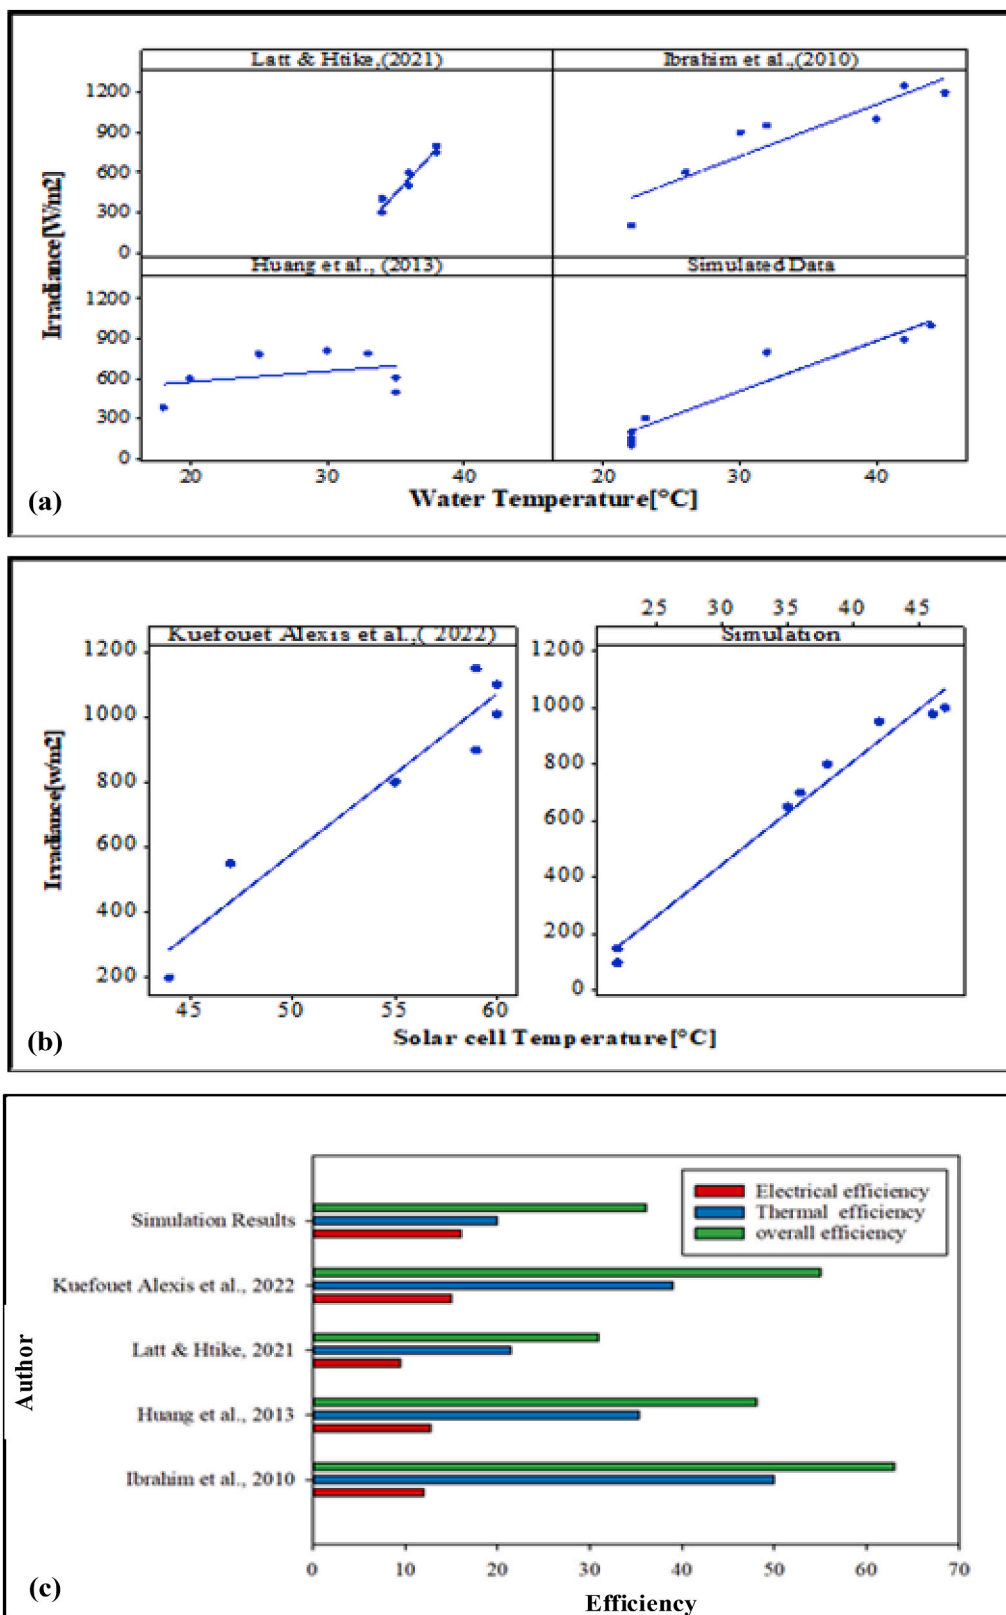 Latt & Htike,(2021)
Ibrahim et al.,(2010)
1200
900
600
300
0
Huang et al., (2013)
Simulated Data
1200
900
600
300
0
Irradiance[W/m2]
20
30
40
20
30
40
Water Temperature[°C]
(a)
25
30
35
40
45
Kuefouet Alexis et al.,( 2022)
Simulation
1200
1000
800
600
400
200
1200
1000
800
600
400
200
0
Irradiance[w/m2]
45
50
55
60
Solar cell Temperature[°C]
(b)
Electrical efficiency
Thermal efficiency
overall efficiency
Simulation Results
Kuefouet Alexis et al., 2022
Latt & Htike, 2021
Huang et al., 2013
Ibrahim et al., 2010
Author
0
10
20
30
40
50
60
70
Efficiency
(c)